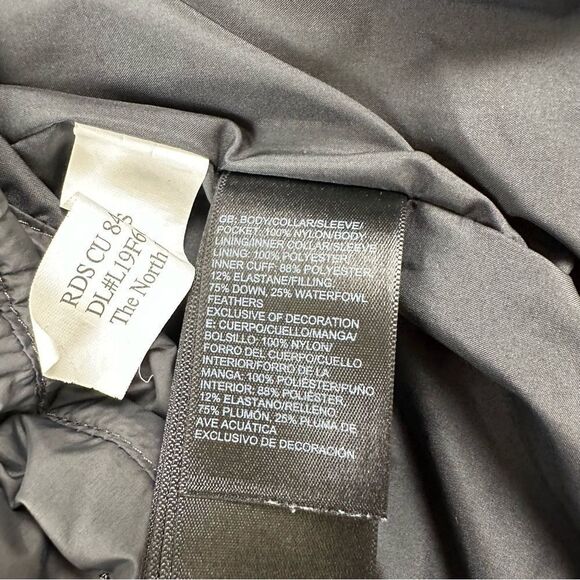 RDS CU 84
DL#L19F
The North
GB: BODY/COLLAR/SLEEVE/
POCKET: 100% NYLON/BODY
LINING/INNER COLLAR/SLEEVE
LINING: 100% POLYESTER,
INNER CUFF: 88% POLYESTER,
12% ELASTANE/FILLING:
75% DOWN, 25% WATERFOWL
FEATHERS
EXCLUSIVE OF DECORATION
E: CUERPO/CUELLO/MANGA/
BOLSILLO: 100% NYLON/
FORRO DEL CUERPO/CUELLO
INTERIOR/FORRO DE LA
MANGA: 100% POLIÉSTER/PUÑO
INTERIOR: 88% POLIÉSTER,
12% ELASTANO/RELLENO
75% PLUMÓN, 25% PLUMA DE
AVE ACUÁTICA
EXCLUSIVO DE DECORACIÓN